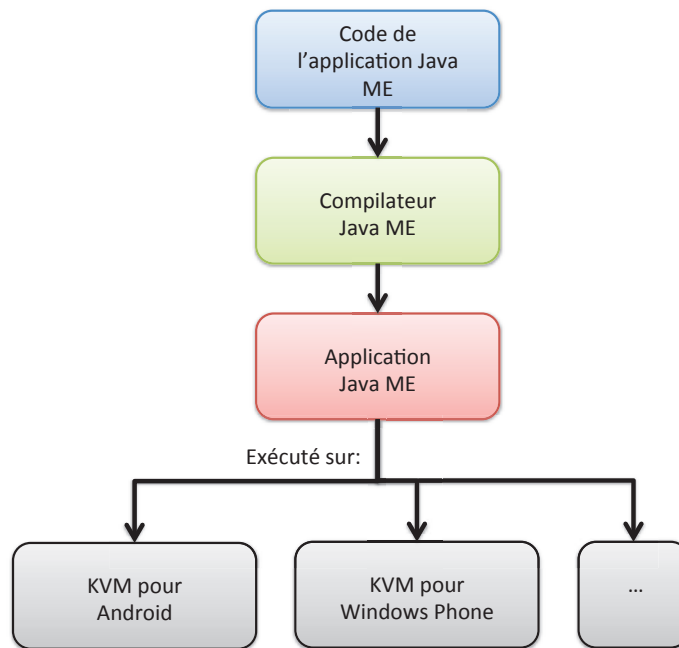 Code de
l'application Java
ME
Compilateur
Java ME
Application
Java ME
Exécuté sur:
KVM pour
Android
KVM pour
Windows Phone
...